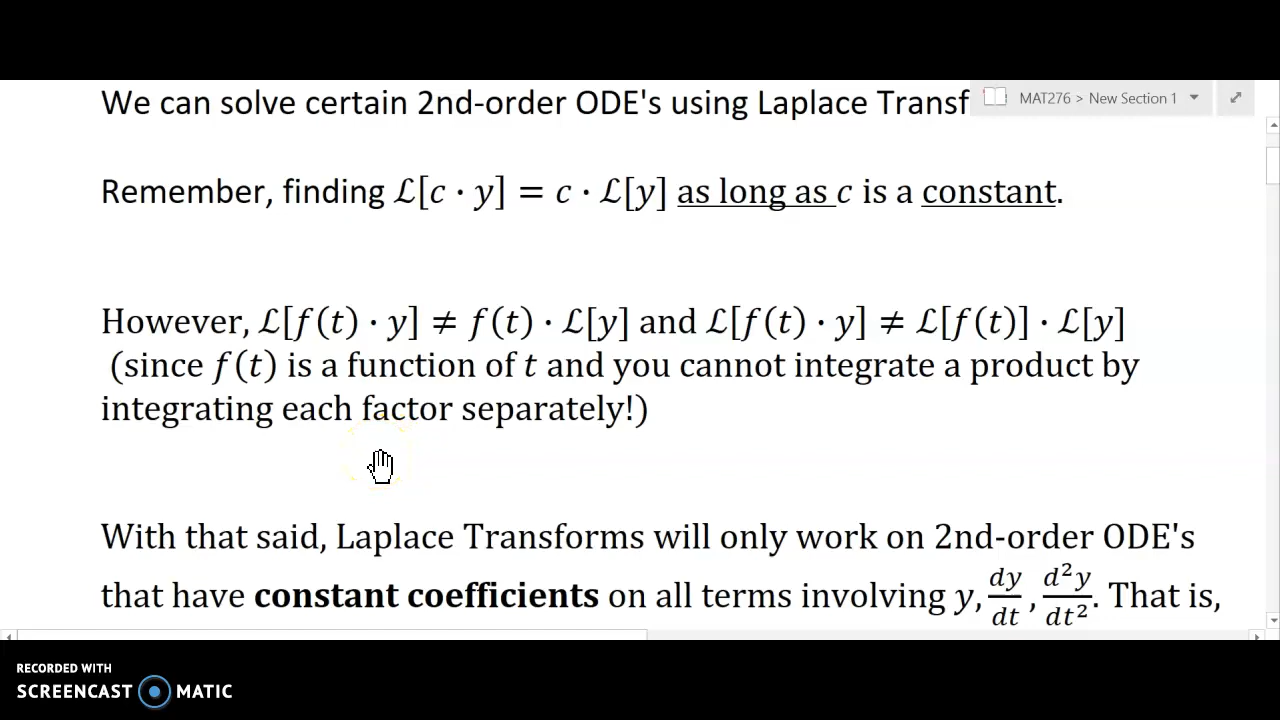 We can solve certain 2nd-order ODE's using Laplace Transf
MAT276 > New Section 1
Remember, finding ℒ[c · y] = c · ℒ[y] as long as c is a constant.
However, ℒ[f(t) · y] ≠ f(t) · ℒ[y] and ℒ[f(t) · y] ≠ ℒ[f(t)] · ℒ[y]
(since f(t) is a function of t and you cannot integrate a product by
integrating each factor separately!)
With that said, Laplace Transforms will only work on 2nd-order ODE's
that have constant coefficients on all terms involving y, dy/dt, d²y/dt². That is,
RECORDED WITH
SCREENCAST MATIC